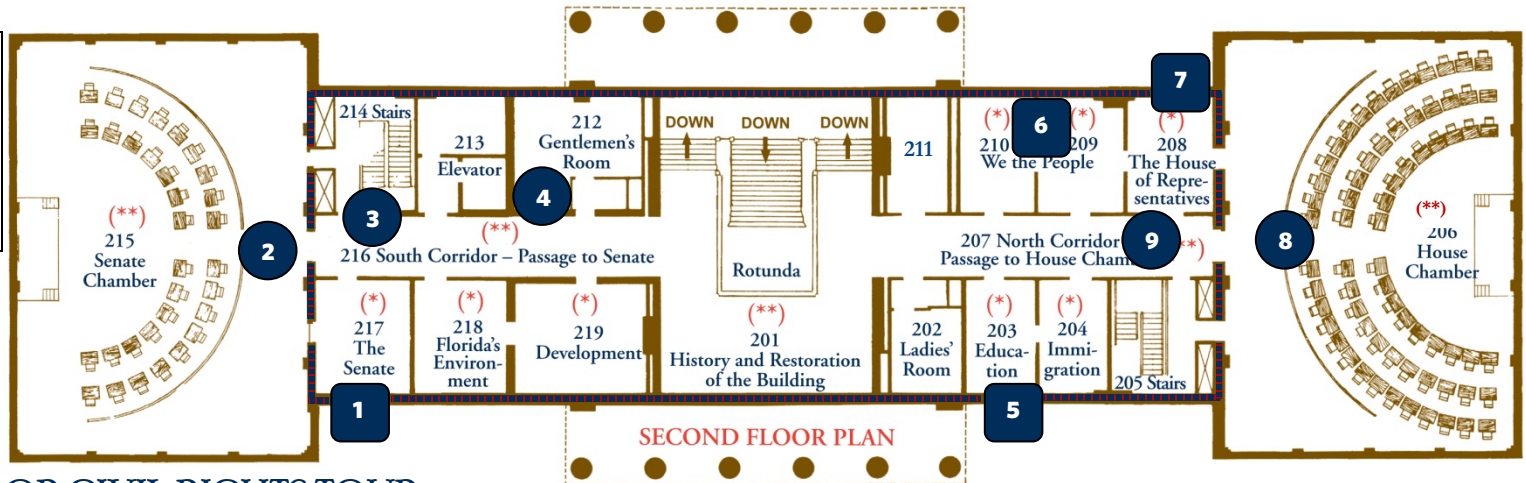 7
214 Stairs
213
Elevator
212
Gentlemen's
Room
DOWN
DOWN
DOWN
211
(*)
(*)
6
210
209
We the People
(*)
208
The House
of Repre-
sentatives
(**)
215
Senate
Chamber
2
3
4
(**)
216 South Corridor – Passage to Senate
Rotunda
207 North Corridor
Passage to House Cham
9
**)
8
(**)
206
House
Chamber
(*)
217
The
Senate
(*)
218
Florida's
Environ-
ment
(*)
219
Development
(**)
201
History and Restoration
of the Building
202
Ladies'
Room
(*)
203
Educa-
tion
(*)
204
Immi-
gration
205 Stairs
1
5
SECOND FLOOR PLAN
OR CIVIL RIGHTS TOUR